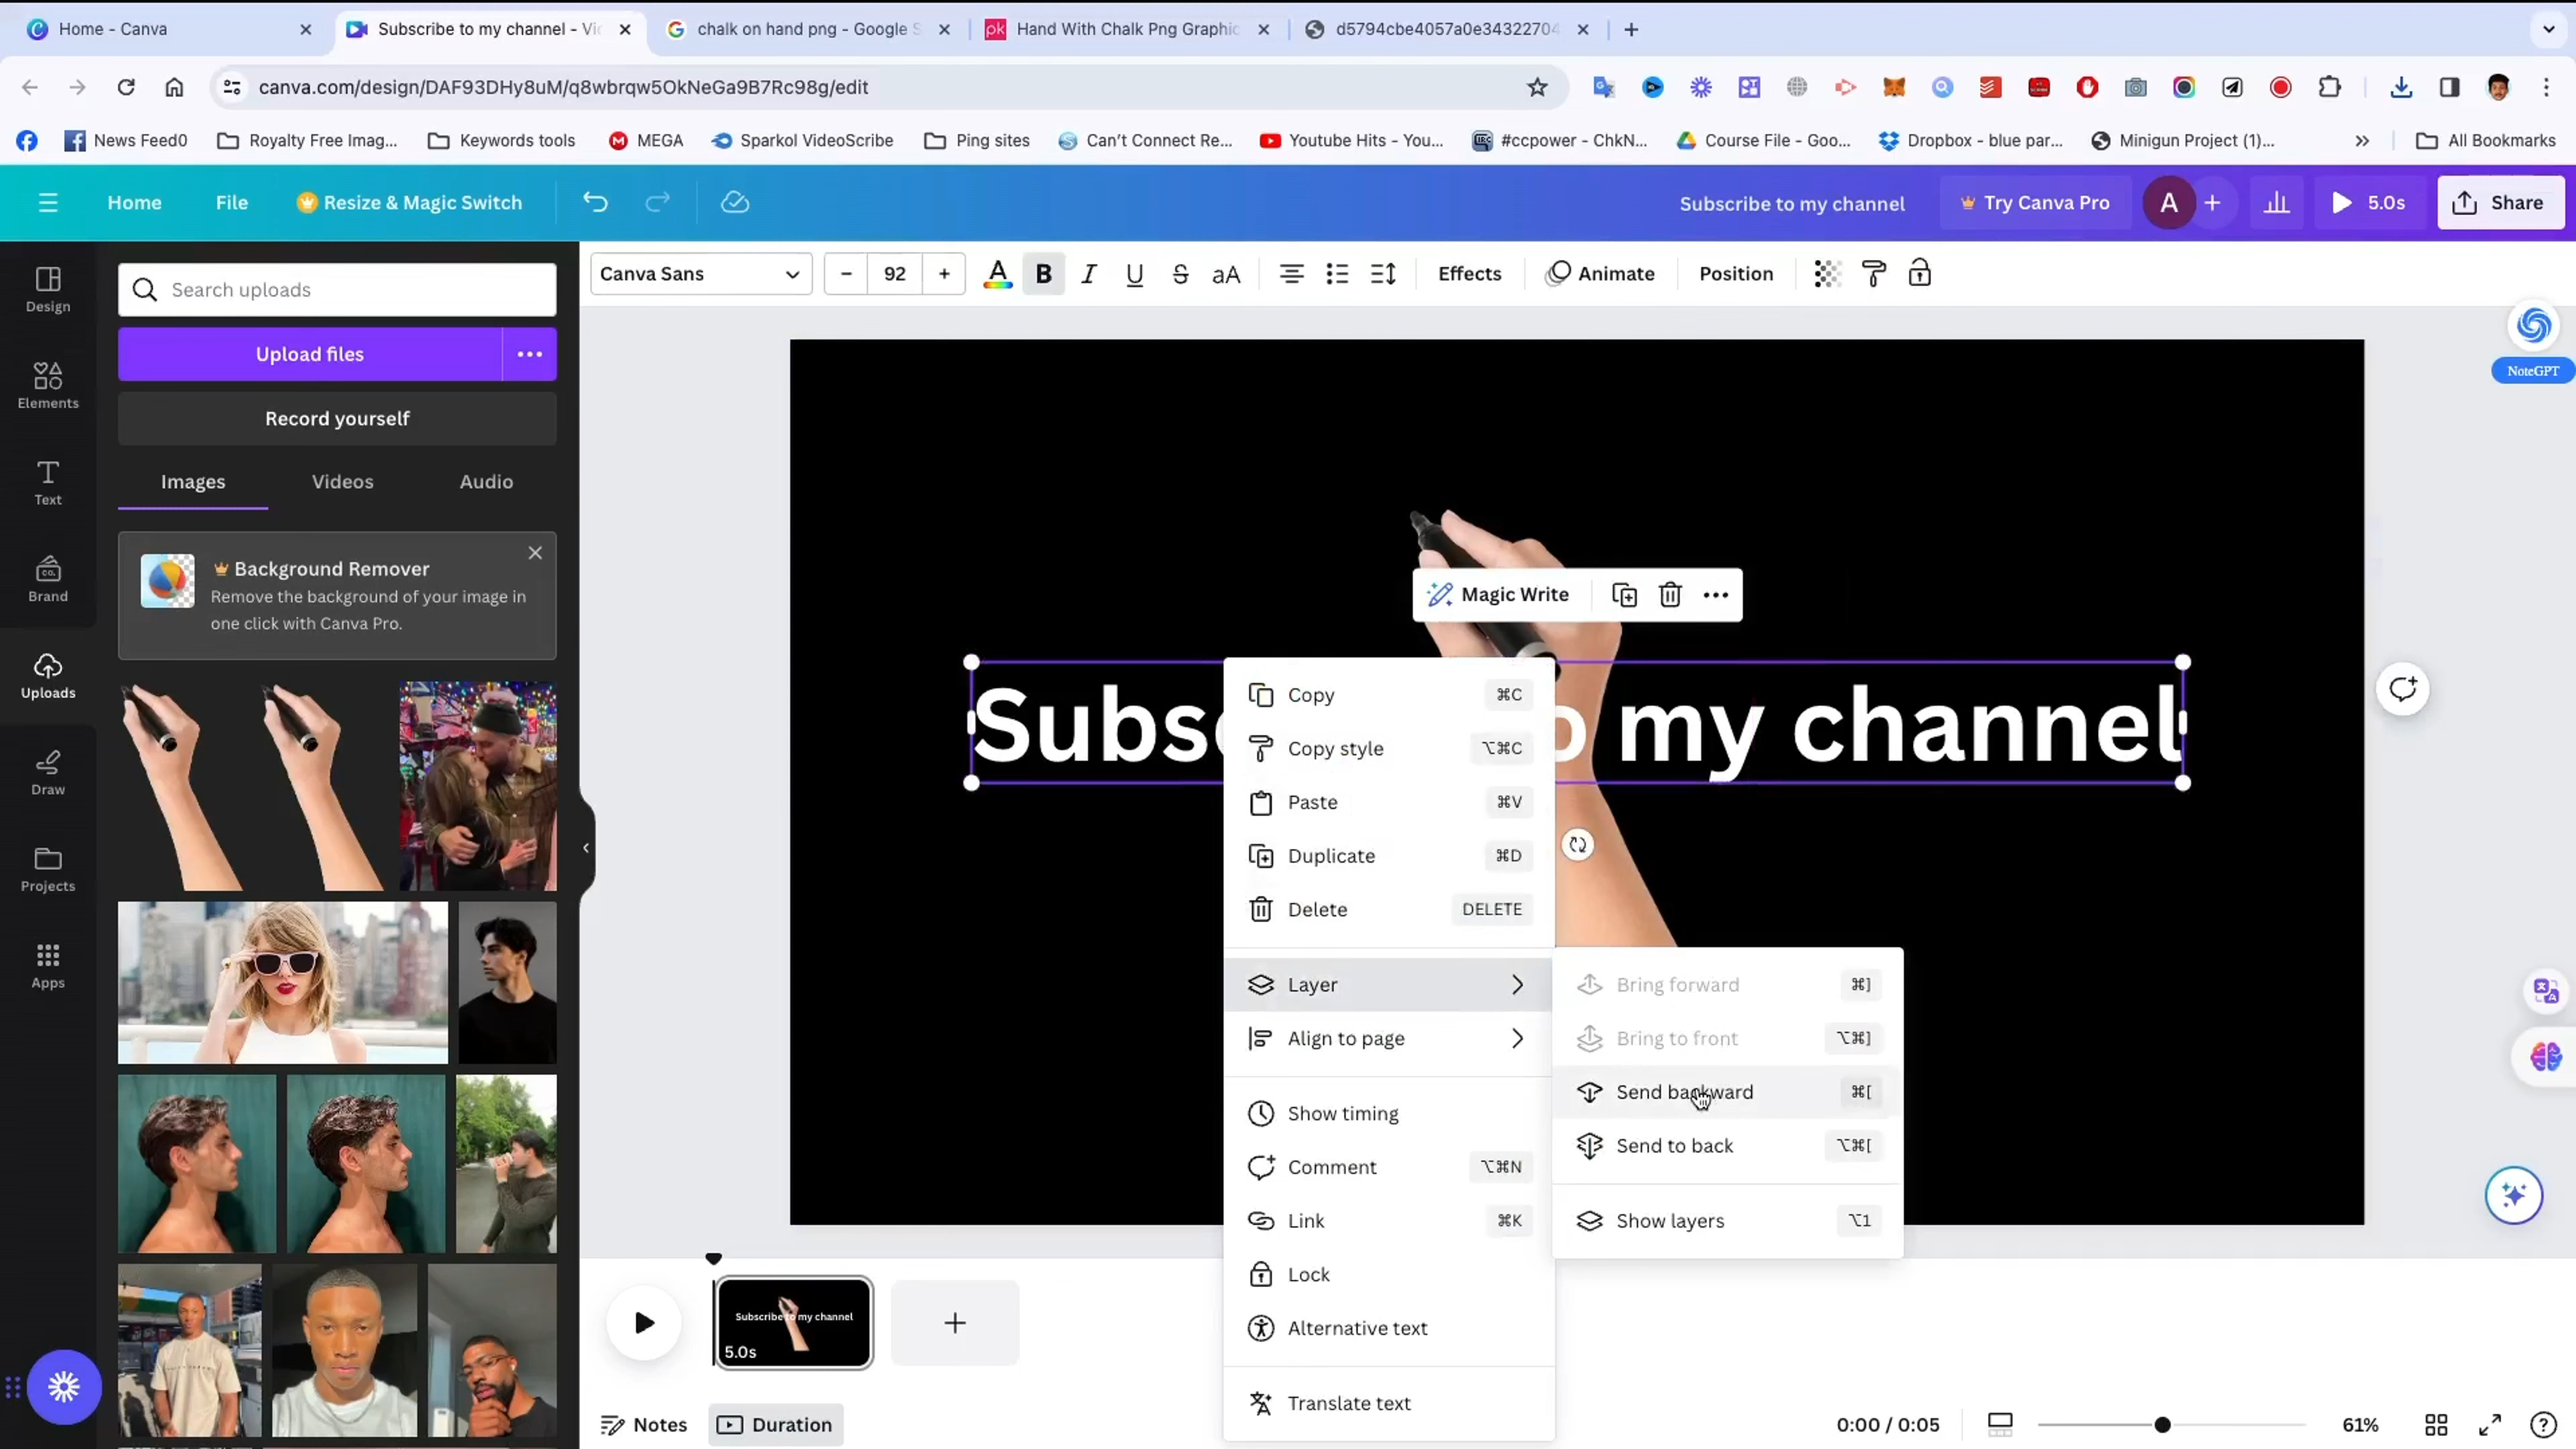 Home - Canva
Subscribe to my channel - Vi
chalk on hand png - Google S
pk
Hand With Chalk Png Graphic
d5794cbe4057a0e34322704
canva.com/design/DAF93DHy8uM/q8wbrqw5OkNeGa9B7Rc98g/edit
News Feed0
Royalty Free Imag...
Keywords tools
MEGA
Sparkol VideoScribe
Ping sites
Can't Connect Re...
Youtube Hits - You...
#ccpower - ChkN...
Course File - Goo...
Dropbox - blue par...
Minigun Project (1)...
All Bookmarks
Home
File
Resize & Magic Switch
Subscribe to my channel
Try Canva Pro
A
5.0s
Share
Design
Elements
Text
Brand
Uploads
Draw
Projects
Apps
Search uploads
Upload files
Record yourself
Images
Videos
Audio
Background Remover
Remove the background of your image in
one click with Canva Pro.
Canva Sans
92
A
B
I
U
S
aA
Effects
Animate
Position
NoteGPT
Magic Write
Subsc
o my channel
Copy ⌘C
Copy style ⌥⌘C
Paste ⌘V
Duplicate ⌘D
Delete DELETE
Layer
Align to page
Show timing
Comment ⌥⌘N
Link ⌘K
Lock
Alternative text
Translate text
Bring forward ⌘]
Bring to front ⌥⌘]
Send backward ⌘[
Send to back ⌥⌘[
Show layers ⌥1
Subscribe to my channel
5.0s
Notes
Duration
0:00 / 0:05
61%